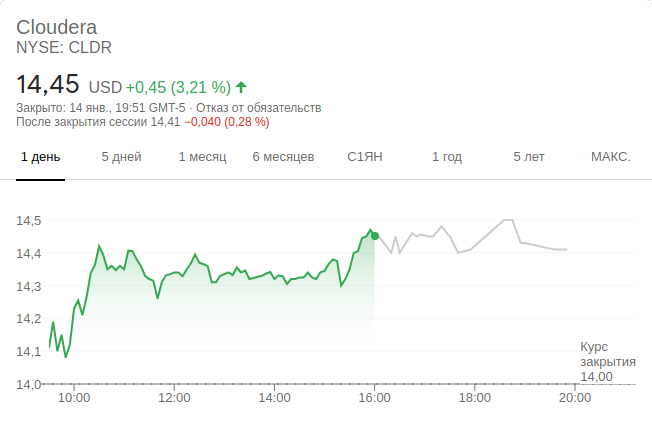 Cloudera
NYSE: CLDR
14,45 USD +0,45 (3,21 %)
Закрыто: 14 янв., 19:51 GMT-5 · Отказ от обязательств
После закрытия сессии 14,41 −0,040 (0,28 %)
1 день 5 дней 1 месяц 6 месяцев С1ЯН 1 год 5 лет МАКС.
14,5
14,4
14,3
14,2
14,1
Курс
закрытия
14,00
14,0
10:00 12:00 14:00 16:00 18:00 20:00